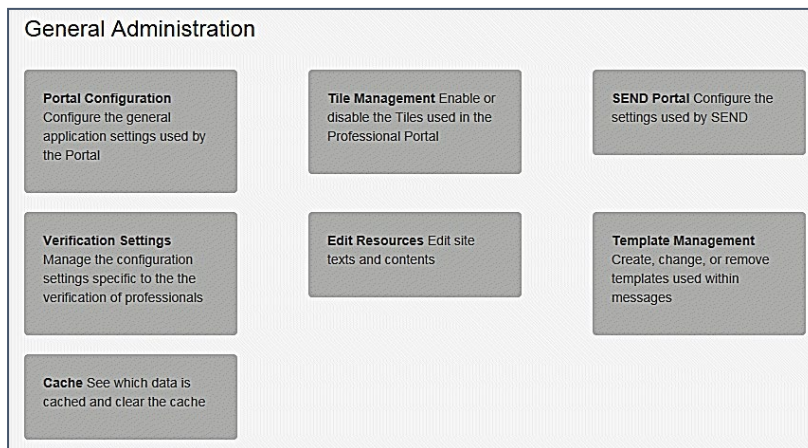 General Administration
Portal Configuration
Configure the general
application settings used by
the Portal
Tile Management Enable or
disable the Tiles used in the
Professional Portal
SEND Portal Configure the
settings used by SEND
Verification Settings
Manage the configuration
settings specific to the the
verification of professionals
Edit Resources Edit site
texts and contents
Template Management
Create, change, or remove
templates used within
messages
Cache See which data is
cached and clear the cache